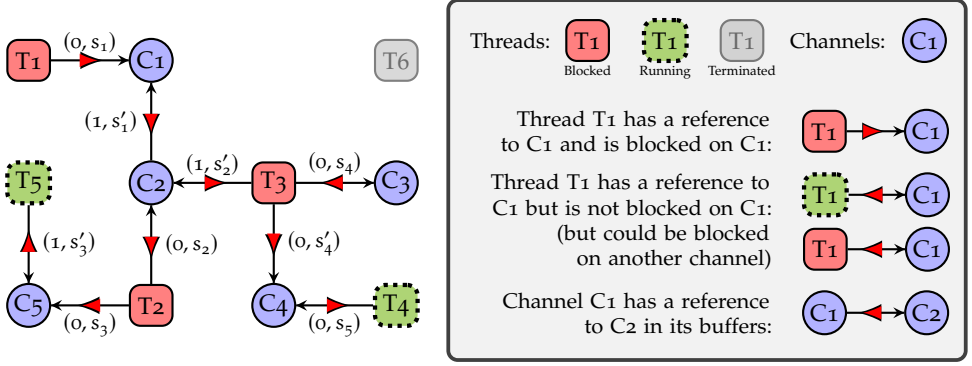 T1 (0, s₁) C1 T6
(1, s′₁)
T5 C2 (1, s′₂) T3 (0, s₄) C3
(1, s′₃) (0, s₂) (0, s′₄)
C5 (0, s₃) T2 C4 (0, s₅) T4
Threads: T1 T1 T1 Channels: C1
Blocked Running Terminated
Thread T1 has a reference
to C1 and is blocked on C1: T1 C1
Thread T1 has a reference to
C1 but is not blocked on C1: T1 C1
(but could be blocked
on another channel) T1 C1
Channel C1 has a reference
to C2 in its buffers: C1 C2